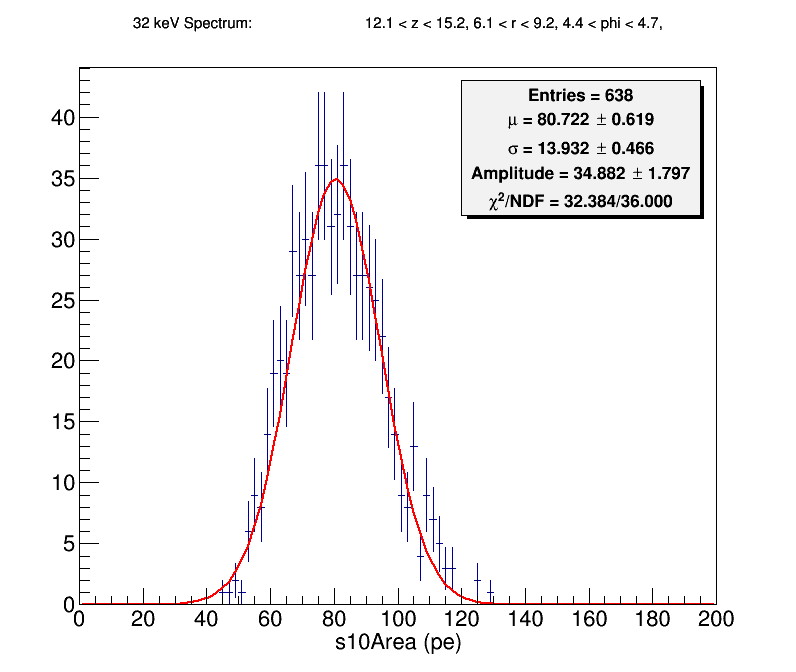 32 keV Spectrum: 12.1 < z < 15.2, 6.1 < r < 9.2, 4.4 < phi < 4.7,
Entries = 638
μ = 80.722 ± 0.619
σ = 13.932 ± 0.466
Amplitude = 34.882 ± 1.797
χ²/NDF = 32.384/36.000
40
35
30
25
20
15
10
5
0
0 20 40 60 80 100 120 140 160 180 200
s10Area (pe)